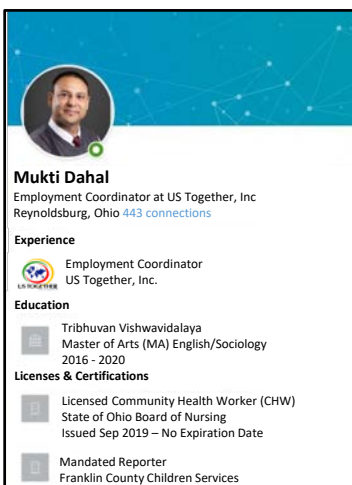 Mukti Dahal
Employment Coordinator at US Together, Inc
Reynoldsburg, Ohio 443 connections
Experience
Employment Coordinator
US Together, Inc.
US TOGETHER
Education
Tribhuvan Vishwavidalaya
Master of Arts (MA) English/Sociology
2016 - 2020
Licenses & Certifications
Licensed Community Health Worker (CHW)
State of Ohio Board of Nursing
Issued Sep 2019 – No Expiration Date
Mandated Reporter
Franklin County Children Services